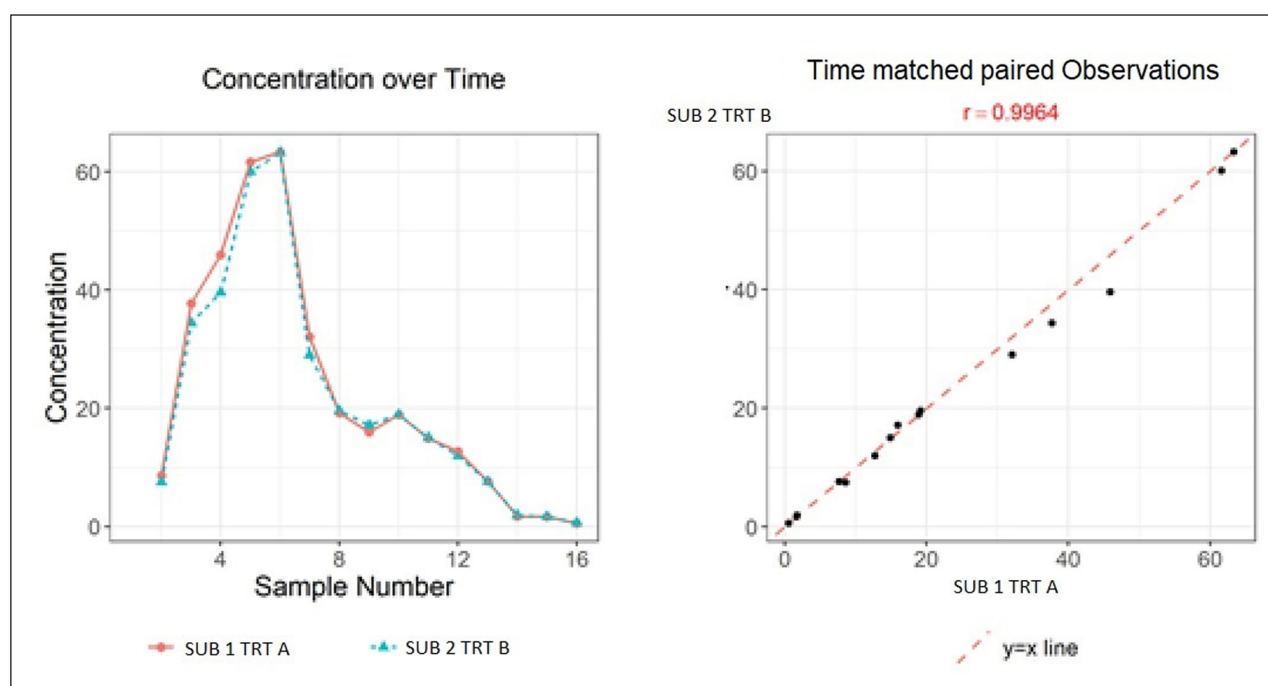 Concentration over Time
Concentration
60
40
20
0
4
8
12
16
Sample Number
SUB 1 TRT A
SUB 2 TRT B
Time matched paired Observations
SUB 2 TRT B
r = 0.9964
60
40
20
0
0
20
40
60
SUB 1 TRT A
y=x line